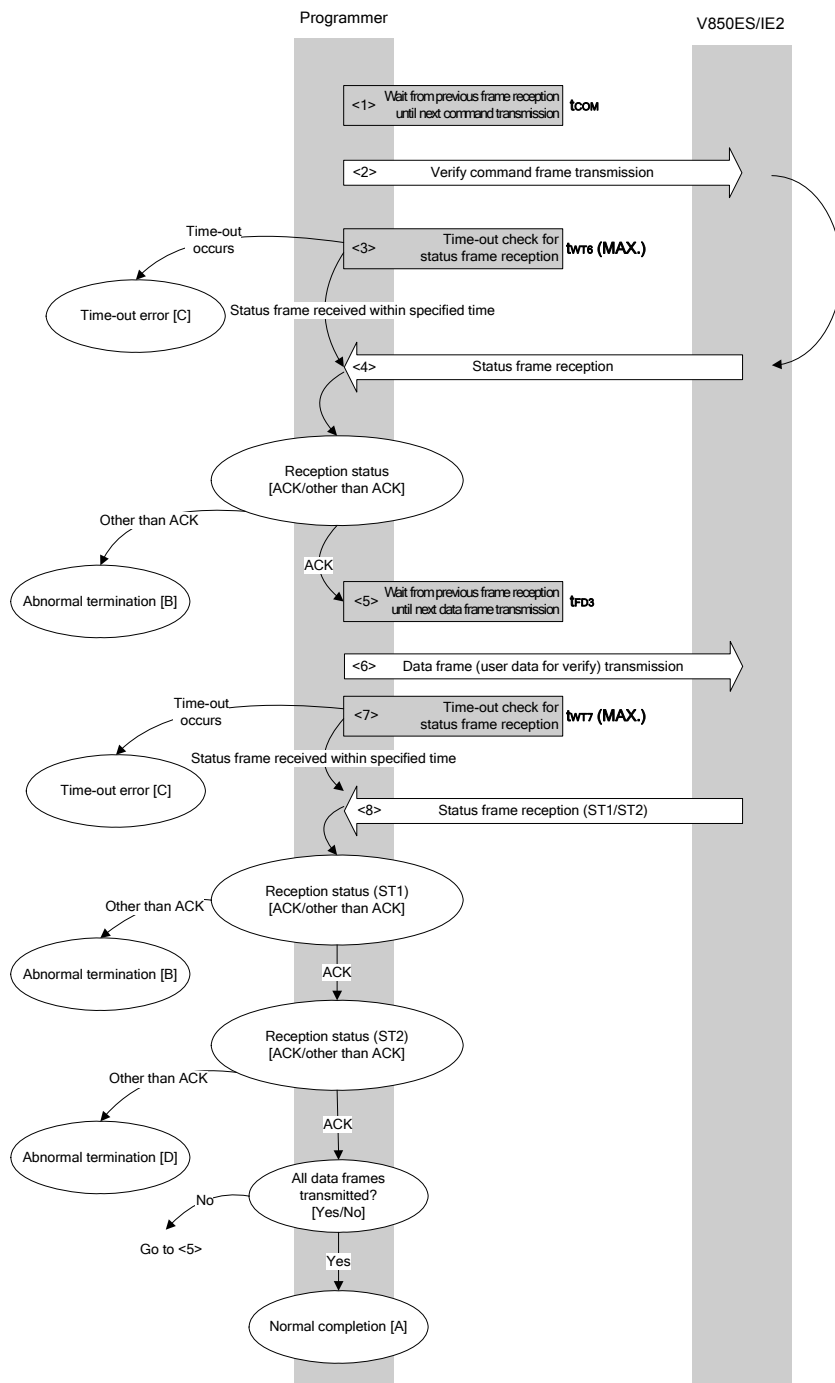 Programmer
V850ES/IE2
<1> Wait from previous frame reception
until next command transmission
tCOM
<2> Verify command frame transmission
Time-out
occurs
<3> Time-out check for
status frame reception
tWT6 (MAX.)
Time-out error [C]
Status frame received within specified time
<4> Status frame reception
Reception status
[ACK/other than ACK]
Other than ACK
ACK
Abnormal termination [B]
<5> Wait from previous frame reception
until next data frame transmission
tFD3
<6> Data frame (user data for verify) transmission
Time-out
occurs
<7> Time-out check for
status frame reception
tWT7 (MAX.)
Status frame received within specified time
Time-out error [C]
<8> Status frame reception (ST1/ST2)
Reception status (ST1)
[ACK/other than ACK]
Other than ACK
Abnormal termination [B]
ACK
Reception status (ST2)
[ACK/other than ACK]
Other than ACK
ACK
Abnormal termination [D]
All data frames
transmitted?
[Yes/No]
No
Go to <5>
Yes
Normal completion [A]